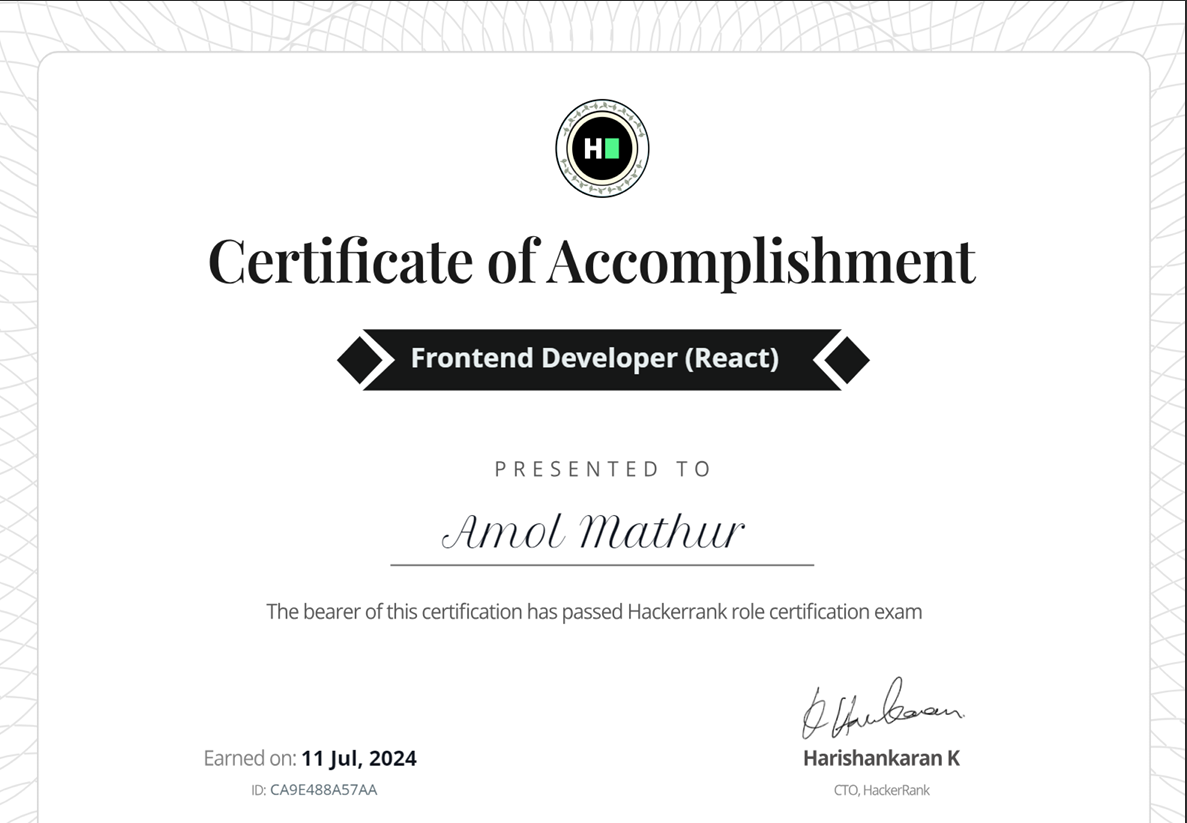 H
Certificate of Accomplishment
Frontend Developer (React)
PRESENTED TO
Amol Mathur
The bearer of this certification has passed Hackerrank role certification exam
Earned on: 11 Jul, 2024
ID: CA9E488A57AA
Harishankaran K
CTO, HackerRank